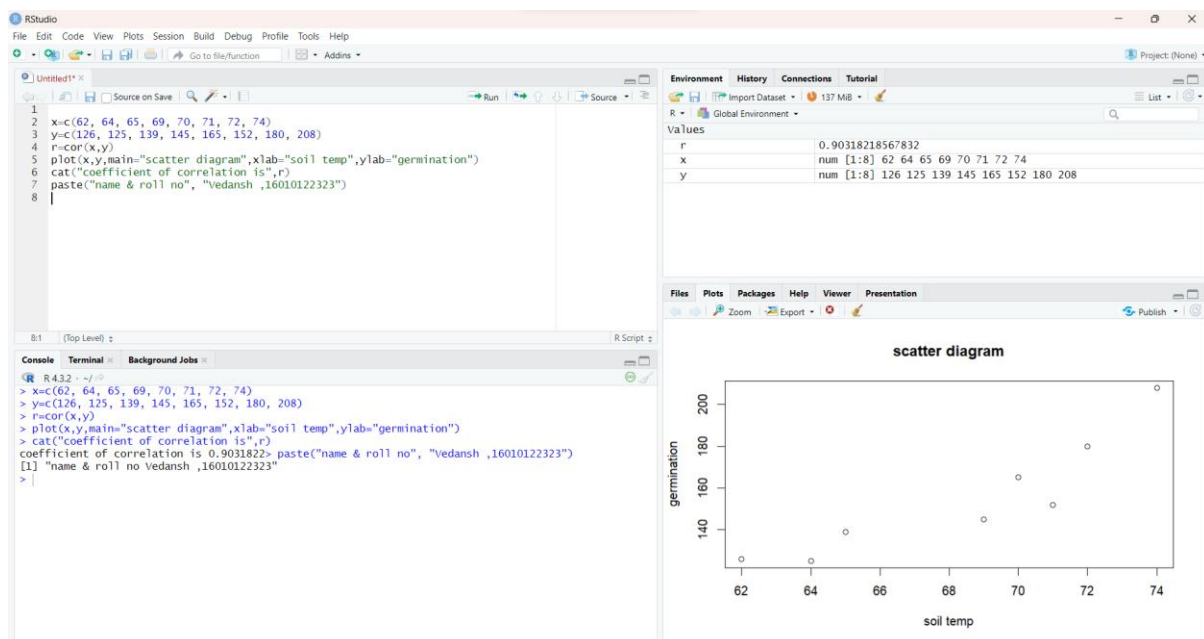 RStudio
File Edit Code View Plots Session Build Debug Profile Tools Help
Go to file/function Addins Project: (None)
Untitled1*
Source on Save Run Source
1
2 x=c(62, 64, 65, 69, 70, 71, 72, 74)
3 y=c(126, 125, 139, 145, 165, 152, 180, 208)
4 r=cor(x,y)
5 plot(x,y,main="scatter diagram",xlab="soil temp",ylab="germination")
6 cat("coefficient of correlation is",r)
7 paste("name & roll no", "Vedansh ,16010122323")
8
8:1 (Top Level) R Script
Console Terminal Background Jobs
R 4.3.2 · ~/
> x=c(62, 64, 65, 69, 70, 71, 72, 74)
> y=c(126, 125, 139, 145, 165, 152, 180, 208)
> r=cor(x,y)
> plot(x,y,main="scatter diagram",xlab="soil temp",ylab="germination")
> cat("coefficient of correlation is",r)
coefficient of correlation is 0.9031822> paste("name & roll no", "Vedansh ,16010122323")
[1] "name & roll no Vedansh ,16010122323"
>
Environment History Connections Tutorial
Import Dataset 137 MiB List
R Global Environment
Values
r 0.90318218567832
x num [1:8] 62 64 65 69 70 71 72 74
y num [1:8] 126 125 139 145 165 152 180 208
Files Plots Packages Help Viewer Presentation
Zoom Export Publish
scatter diagram
germination
200
180
160
140
62 64 66 68 70 72 74
soil temp